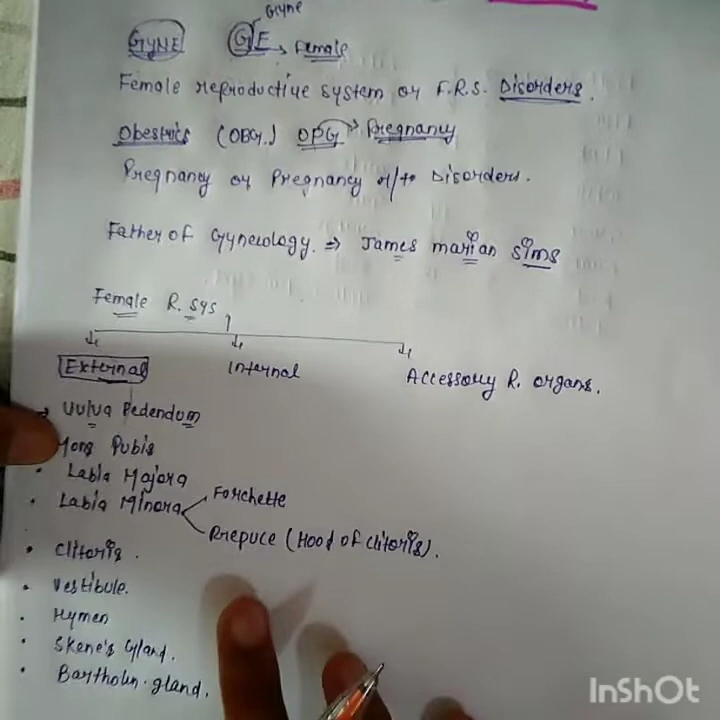 Gyne
GYNE GE → Female
Female reproductive system or F.R.S. Disorders.
Obestrics (OBG.) OPG → Pregnancy
Pregnancy or Pregnancy r/to Disorders.
Father of Gynecology. ⇒ James marian sims
Female R. sys
External Internal Accessory R. organs.
→ Vulva Pedendum
Mons Pubis
• Labia Majora
• Labia Minora Forchette
Prepuce (Hood of clitoris).
• Clitoris.
• Vestibule.
• Hymen
• Skene's Gland.
• Bartholin. gland.
InShOt